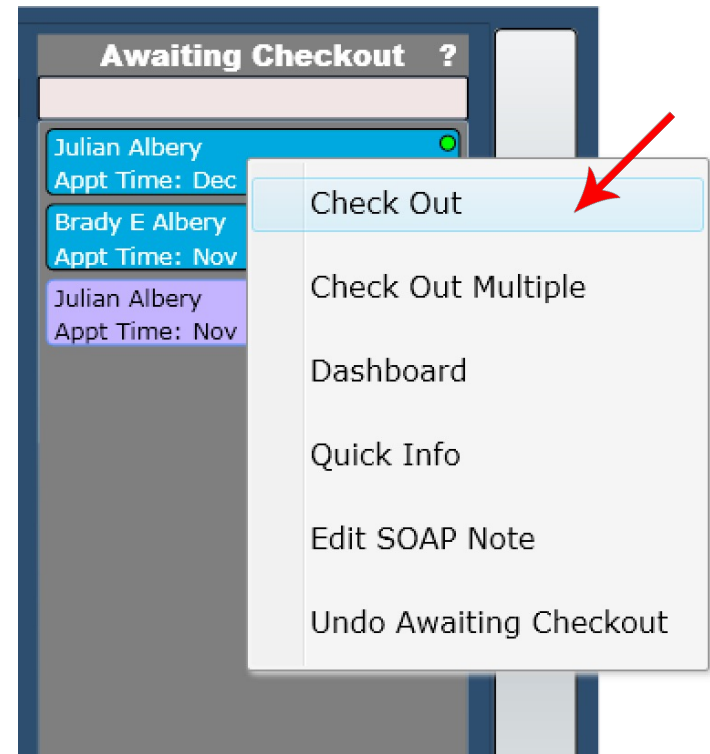 Awaiting Checkout ?
Julian Albery
Appt Time: Dec
Brady E Albery
Appt Time: Nov
Julian Albery
Appt Time: Nov
Check Out
Check Out Multiple
Dashboard
Quick Info
Edit SOAP Note
Undo Awaiting Checkout